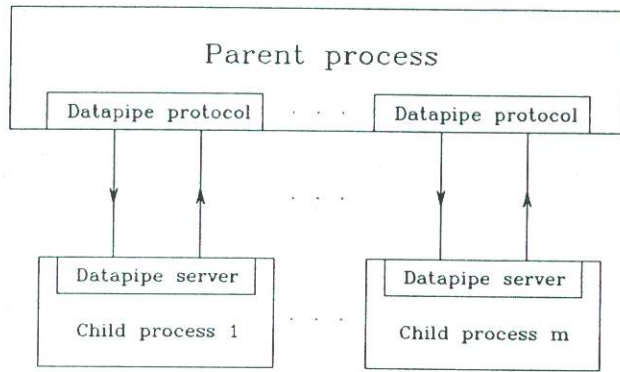 Parent process
Datapipe protocol . . . Datapipe protocol
. . .
Datapipe server Datapipe server
Child process 1 . . . Child process m